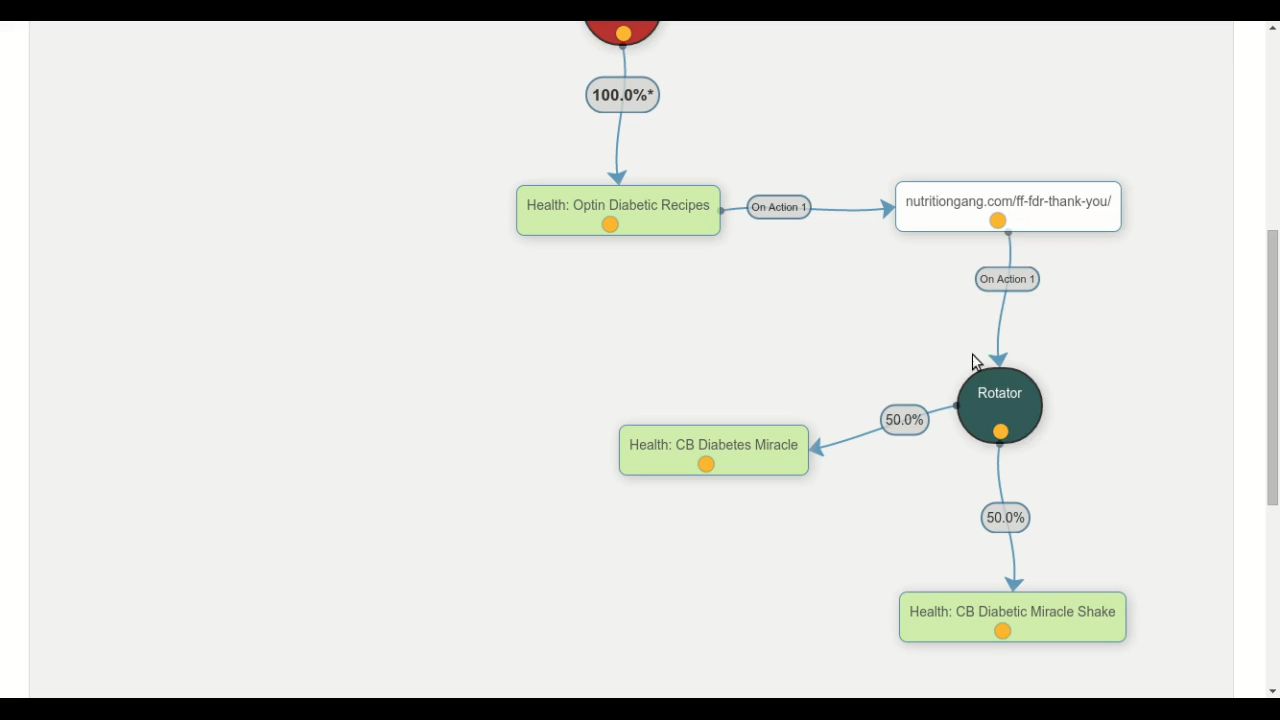 100.0%*
Health: Optin Diabetic Recipes
On Action 1
nutritiongang.com/ff-fdr-thank-you/
On Action 1
Rotator
50.0%
Health: CB Diabetes Miracle
50.0%
Health: CB Diabetic Miracle Shake